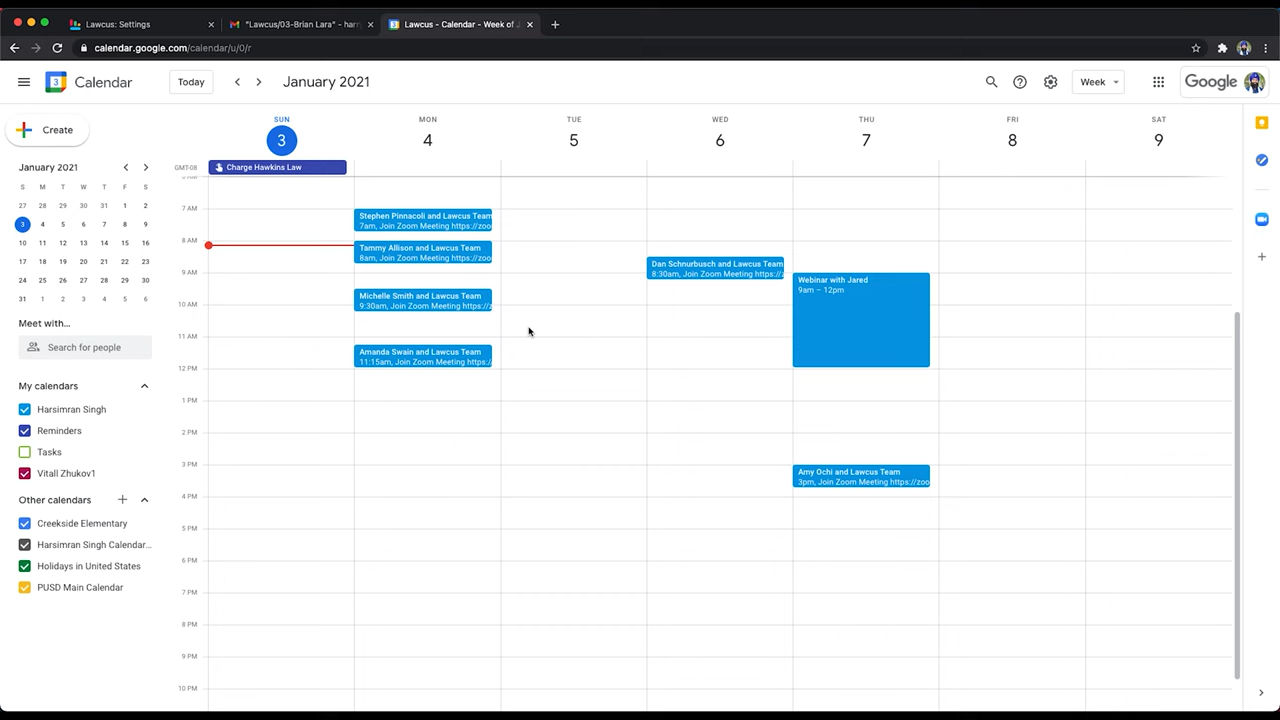 Lawcus: Settings
"Lawcus/03-Brian Lara" - harr
Lawcus - Calendar - Week of J
calendar.google.com/calendar/u/0/r
Calendar
Today
January 2021
Week
Google
Create
January 2021
S M T W T F S
27 28 29 30 31 1 2
3 4 5 6 7 8 9
10 11 12 13 14 15 16
17 18 19 20 21 22 23
24 25 26 27 28 29 30
31 1 2 3 4 5 6
Meet with...
Search for people
My calendars
Harsimran Singh
Reminders
Tasks
Vitall Zhukov1
Other calendars
Creekside Elementary
Harsimran Singh Calendar...
Holidays in United States
PUSD Main Calendar
SUN MON TUE WED THU FRI SAT
3 4 5 6 7 8 9
GMT-08
Charge Hawkins Law
7 AM
8 AM
9 AM
10 AM
11 AM
12 PM
1 PM
2 PM
3 PM
4 PM
5 PM
6 PM
7 PM
8 PM
9 PM
10 PM
Stephen Pinnacoli and Lawcus Team
7am, Join Zoom Meeting https://zoo
Tammy Allison and Lawcus Team
8am, Join Zoom Meeting https://zoo
Michelle Smith and Lawcus Team
9:30am, Join Zoom Meeting https://z
Amanda Swain and Lawcus Team
11:15am, Join Zoom Meeting https:/
Dan Schnurbusch and Lawcus Team
8:30am, Join Zoom Meeting https://z
Webinar with Jared
9am – 12pm
Amy Ochi and Lawcus Team
3pm, Join Zoom Meeting https://zoo